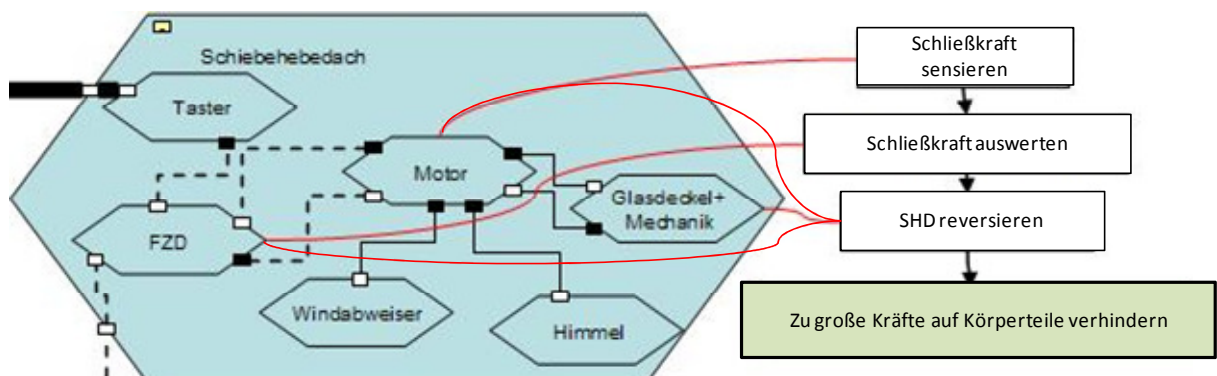 Schiebehebedach
Taster
Motor
Glasdeckel+
Mechanik
FZD
Windabweiser
Himmel
Schließkraft
sensieren
Schließkraft auswerten
SHD reversieren
Zu große Kräfte auf Körperteile verhindern